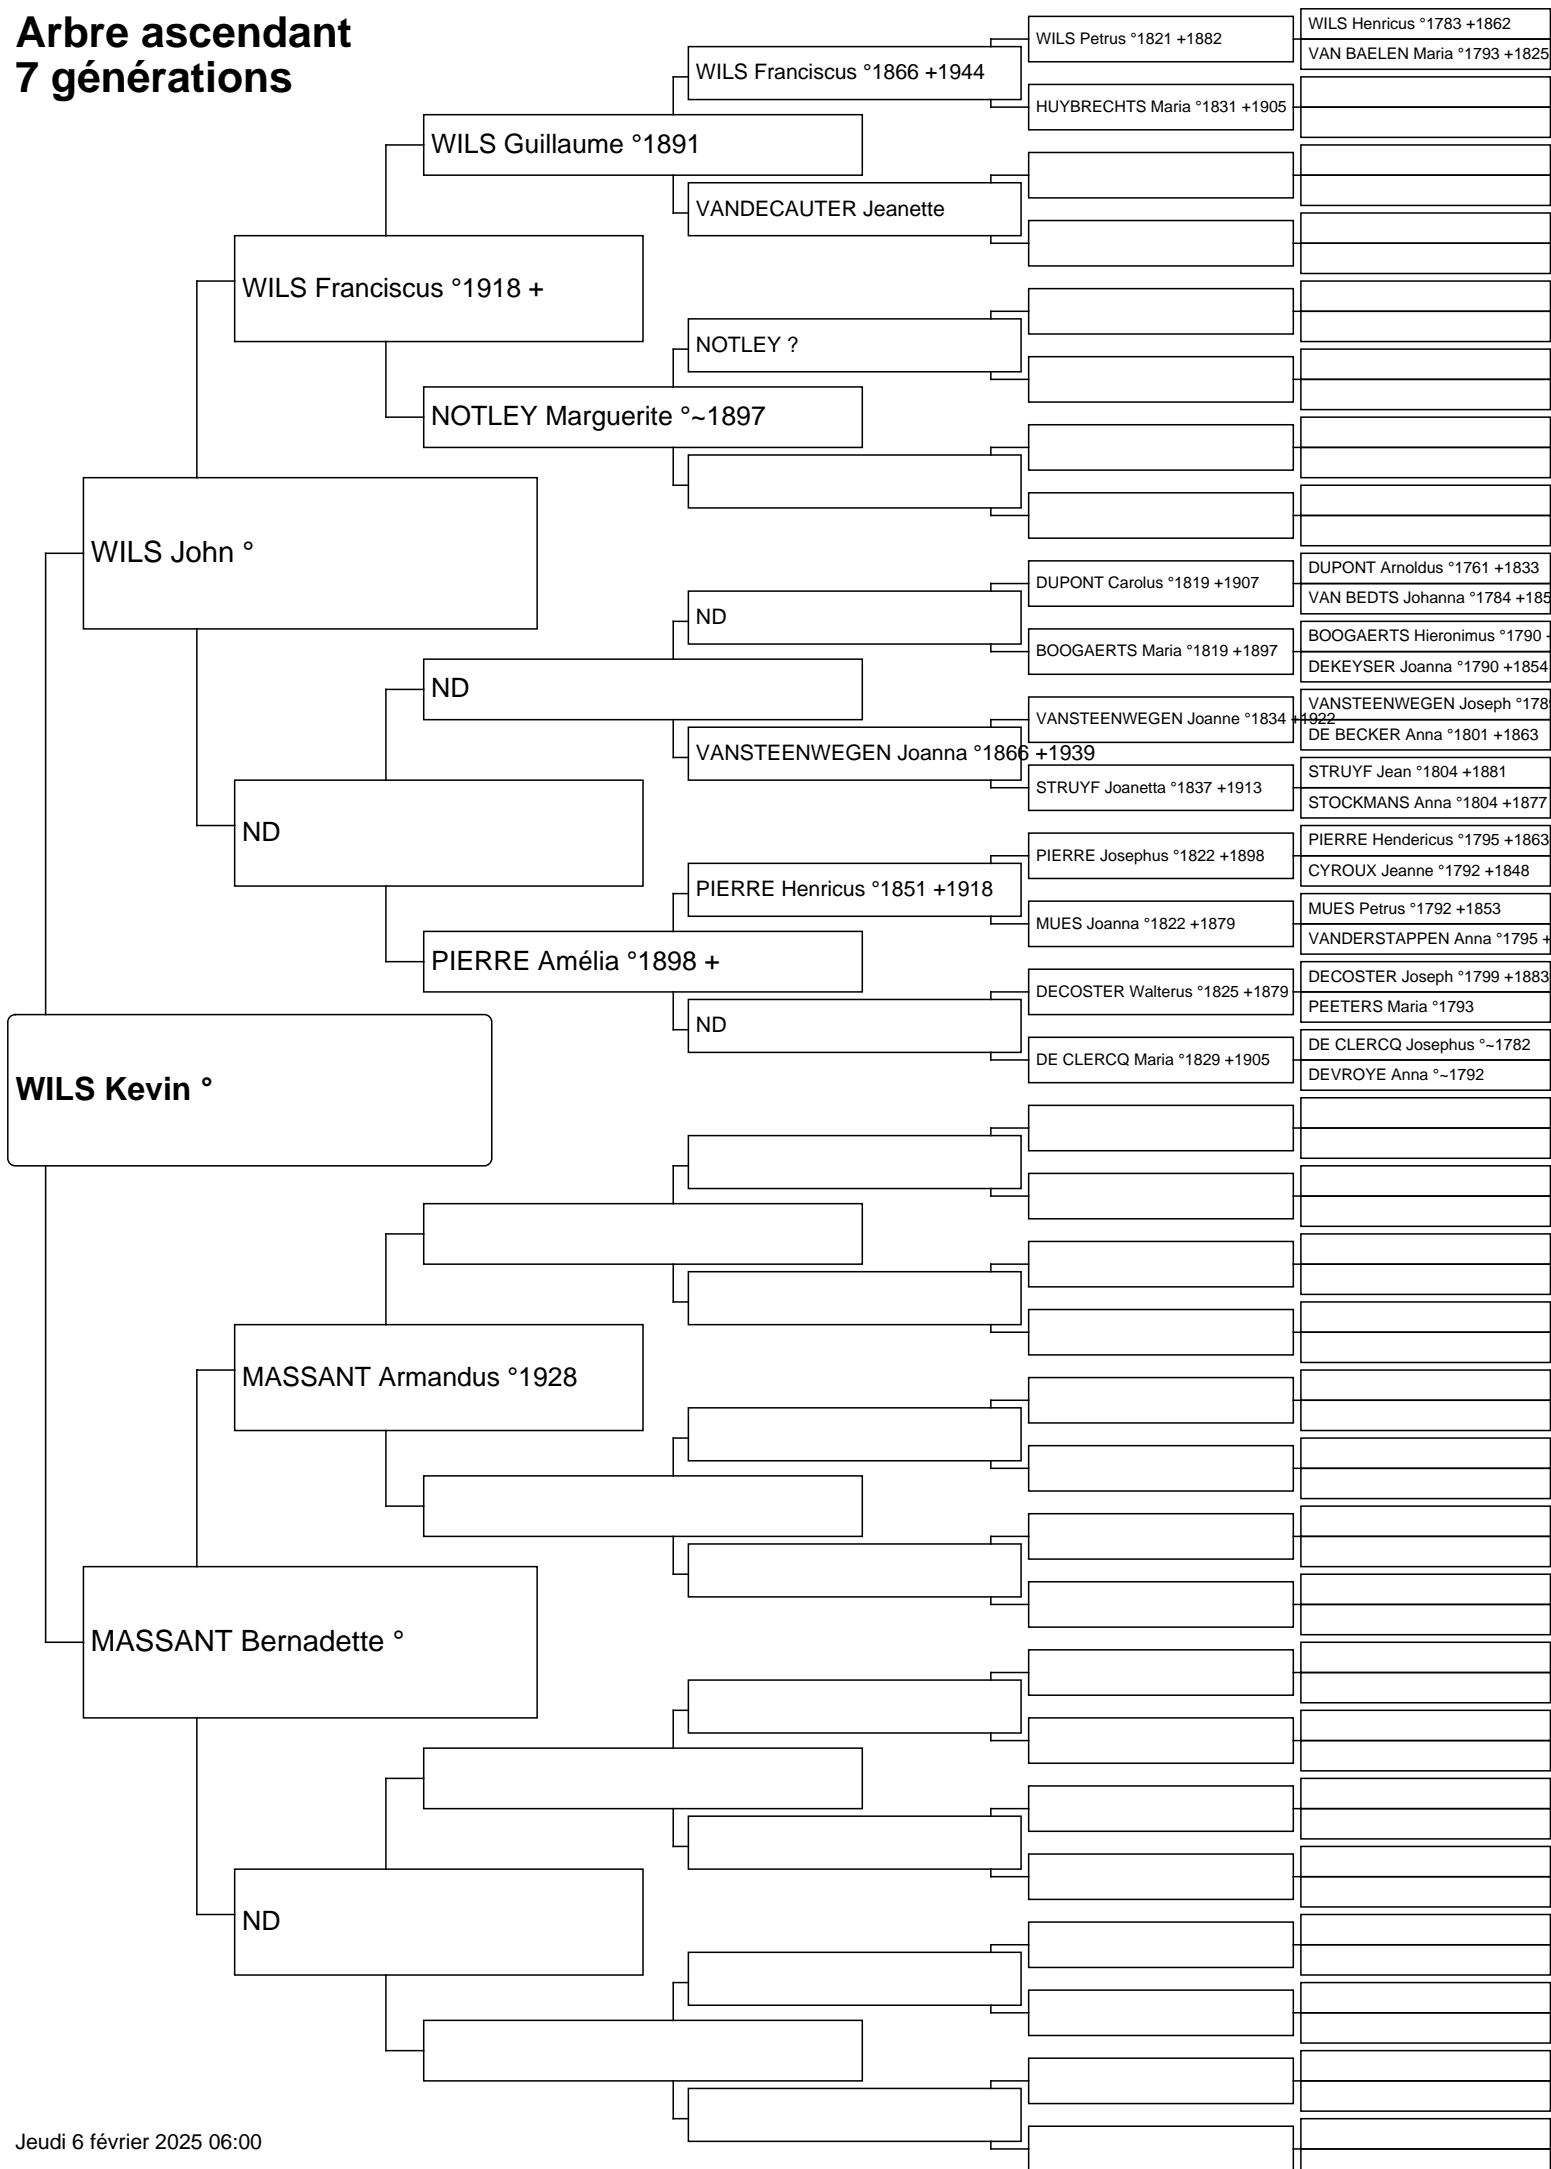 Arbre ascendant
7 générations
WILS Kevin °
WILS John °
MASSANT Bernadette °
WILS Franciscus °1918 +
ND
MASSANT Armandus °1928
ND
WILS Guillaume °1891
NOTLEY Marguerite °~1897
ND
PIERRE Amélia °1898 +
WILS Franciscus °1866 +1944
VANDECAUTER Jeanette
NOTLEY ?
ND
VANSTEENWEGEN Joanna °1866 +1939
PIERRE Henricus °1851 +1918
ND
WILS Petrus °1821 +1882
HUYBRECHTS Maria °1831 +1905
DUPONT Carolus °1819 +1907
BOOGAERTS Maria °1819 +1897
VANSTEENWEGEN Joanne °1834 +1922
STRUYF Joanetta °1837 +1913
PIERRE Josephus °1822 +1898
MUES Joanna °1822 +1879
DECOSTER Walterus °1825 +1879
DE CLERCQ Maria °1829 +1905
WILS Henricus °1783 +1862
VAN BAELEN Maria °1793 +1825
DUPONT Arnoldus °1761 +1833
VAN BEDTS Johanna °1784 +185
BOOGAERTS Hieronimus °1790
DEKEYSER Joanna °1790 +1854
VANSTEENWEGEN Joseph °178
DE BECKER Anna °1801 +1863
STRUYF Jean °1804 +1881
STOCKMANS Anna °1804 +1877
PIERRE Hendericus °1795 +1863
CYROUX Jeanne °1792 +1848
MUES Petrus °1792 +1853
VANDERSTAPPEN Anna °1795 +
DECOSTER Joseph °1799 +1883
PEETERS Maria °1793
DE CLERCQ Josephus °~1782
DEVROYE Anna °~1792
Jeudi 6 février 2025 06:00